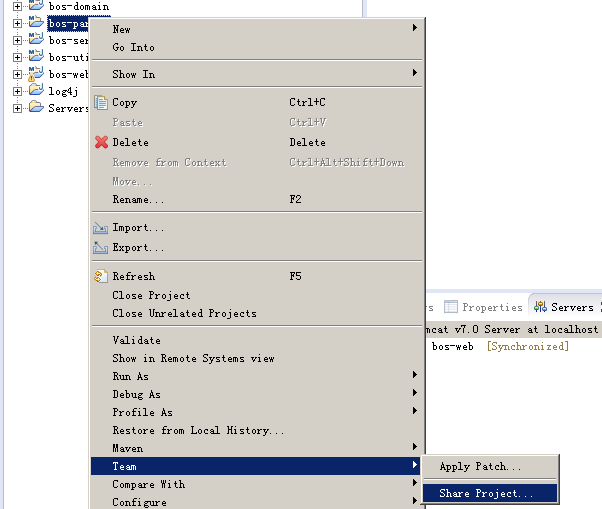 bos-domain
bos-par
bos-ser
bos-uti
bos-web
log4j
Servers
New
Go Into
Show In
Copy Ctrl+C
Paste Ctrl+V
Delete Delete
Remove from Context Ctrl+Alt+Shift+Down
Move...
Rename... F2
Import...
Export...
Refresh F5
Close Project
Close Unrelated Projects
Validate
Show in Remote Systems view
Run As
Debug As
Profile As
Restore from Local History...
Maven
Team
Compare With
Configure
Apply Patch...
Share Project...
rs Properties Servers
mcat v7.0 Server at localhost
bos-web [Synchronized]